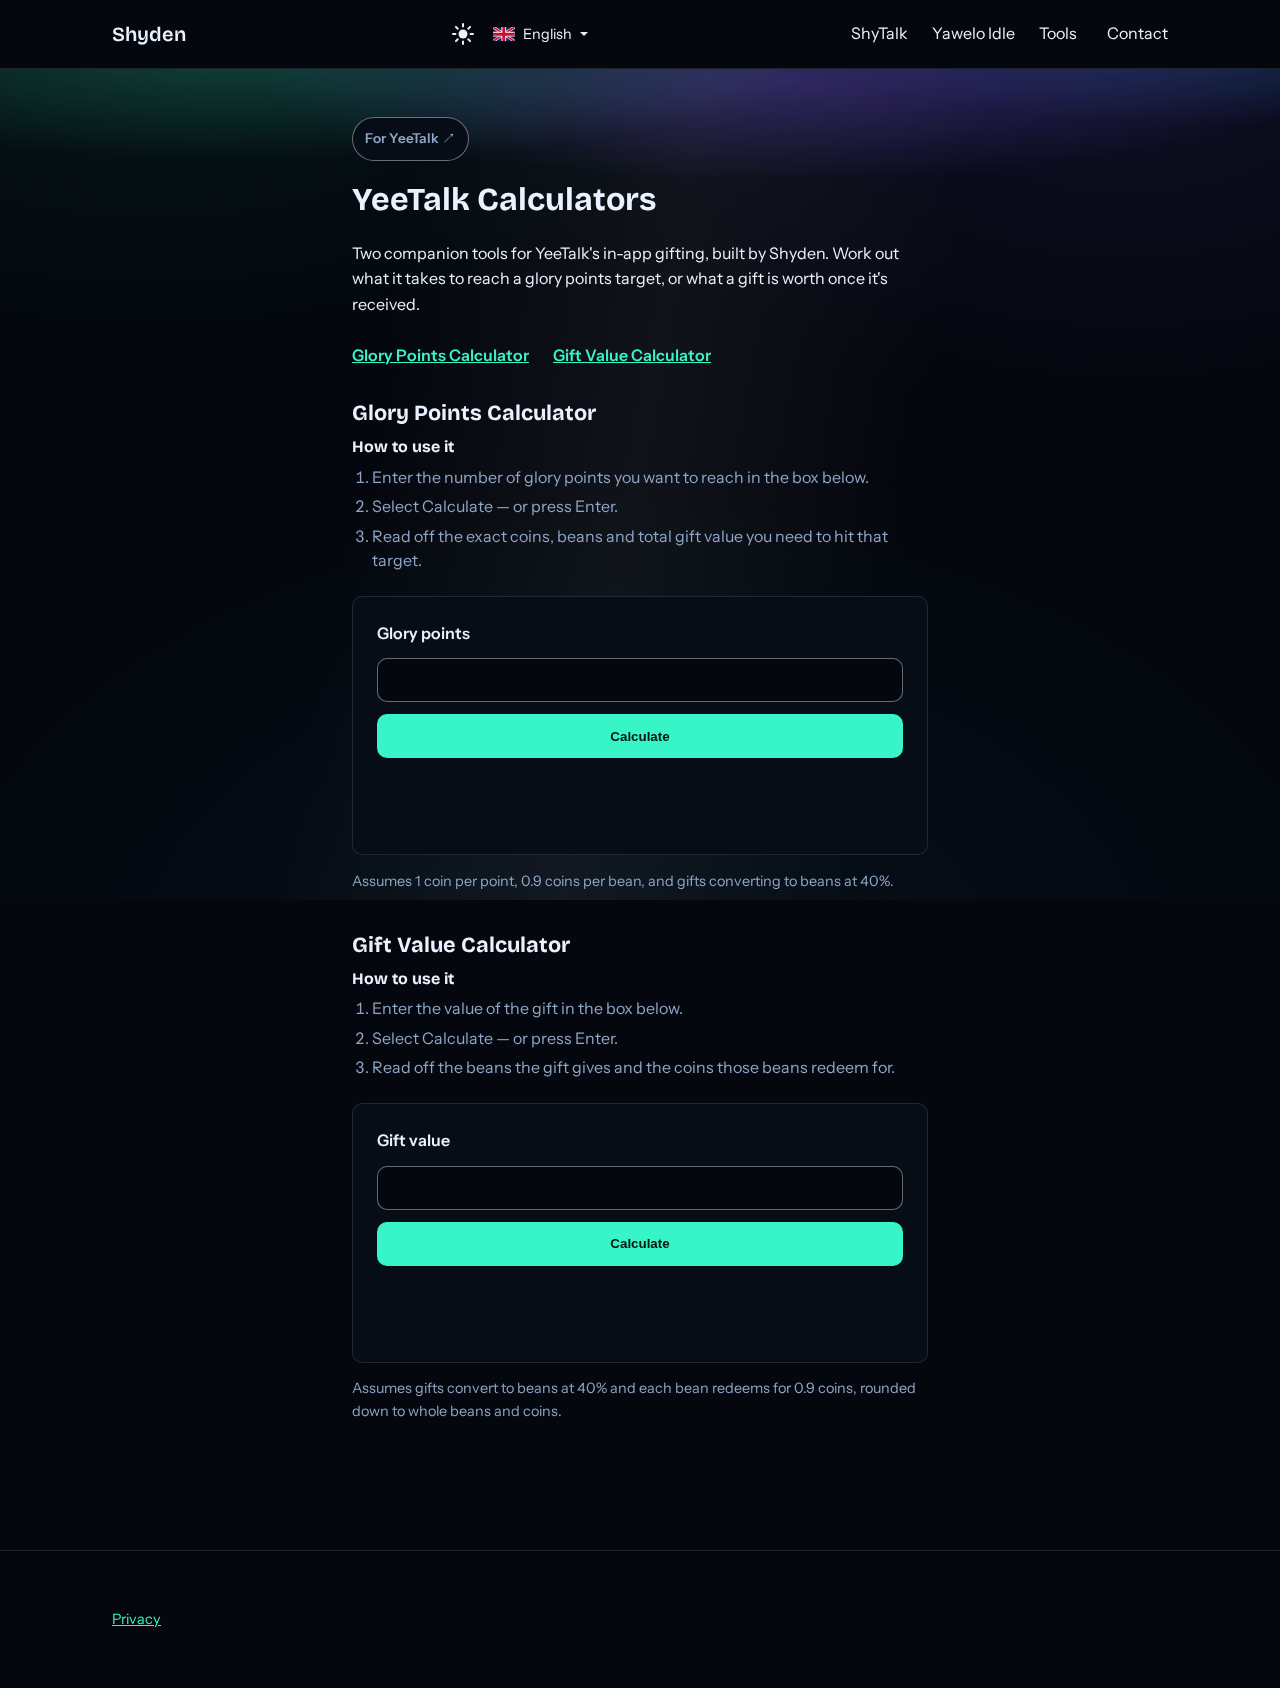 Shyden
English
ShyTalk
Yawelo Idle
Tools
Contact
For YeeTalk ↗
YeeTalk Calculators
Two companion tools for YeeTalk's in-app gifting, built by Shyden. Work out
what it takes to reach a glory points target, or what a gift is worth once it's
received.
Glory Points Calculator
Gift Value Calculator
Glory Points Calculator
How to use it
1. Enter the number of glory points you want to reach in the box below.
2. Select Calculate — or press Enter.
3. Read off the exact coins, beans and total gift value you need to hit that
target.
Glory points
Calculate
Assumes 1 coin per point, 0.9 coins per bean, and gifts converting to beans at 40%.
Gift Value Calculator
How to use it
1. Enter the value of the gift in the box below.
2. Select Calculate — or press Enter.
3. Read off the beans the gift gives and the coins those beans redeem for.
Gift value
Calculate
Assumes gifts convert to beans at 40% and each bean redeems for 0.9 coins, rounded
down to whole beans and coins.
Privacy